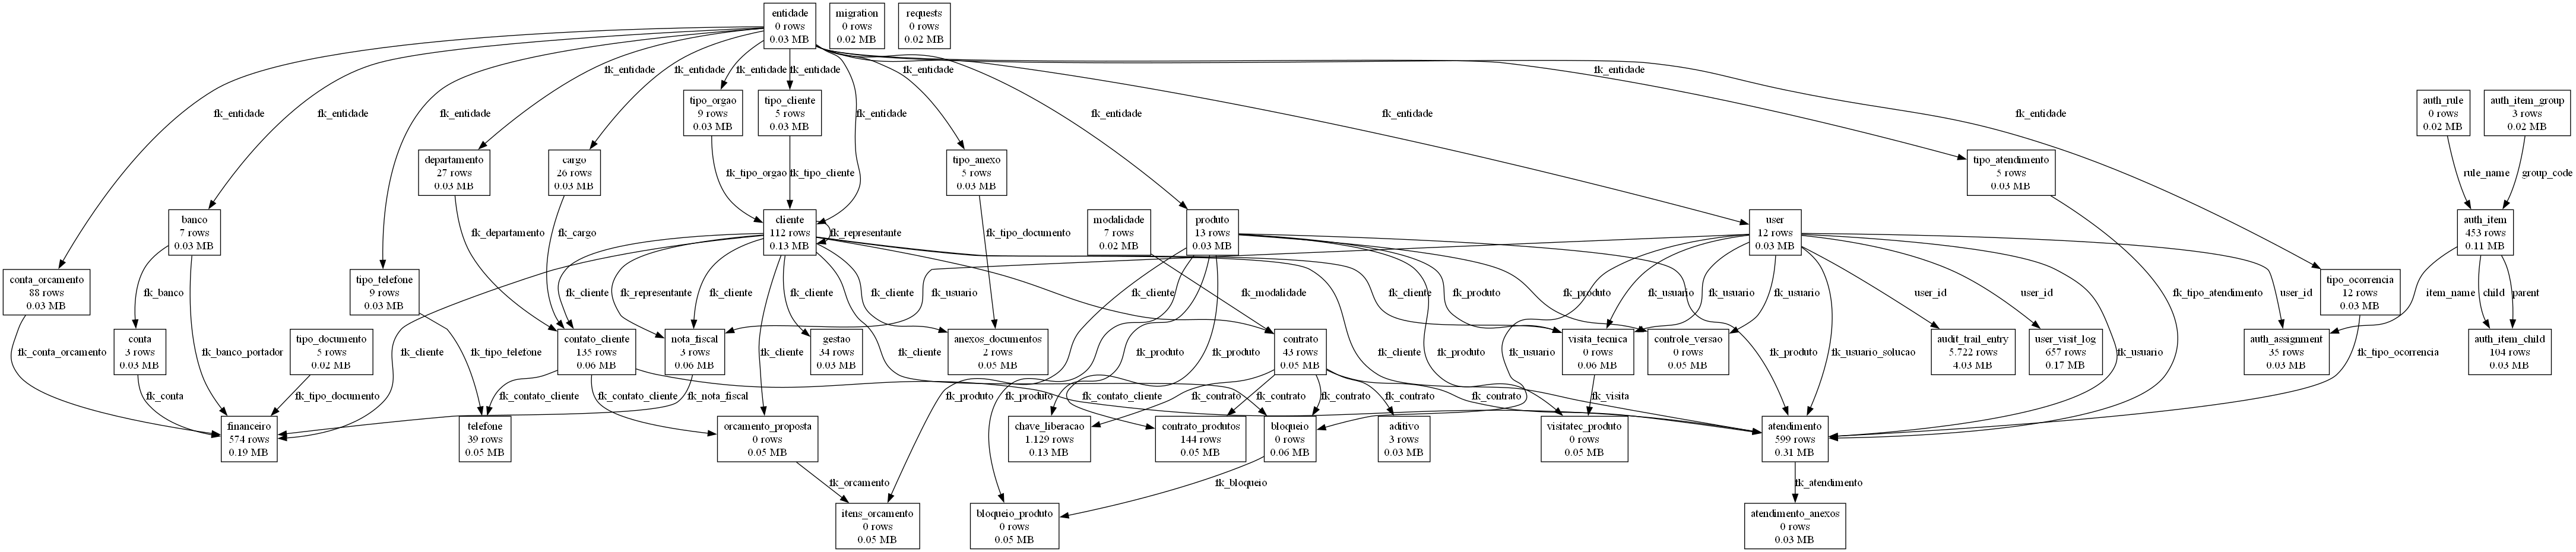 entidade
0 rows
0.03 MB
migration
0 rows
0.02 MB
requests
0 rows
0.02 MB
fk_entidade
fk_entidade
fk_entidade
fk_entidade
fk_entidade
fk_entidade
tipo_orgao
9 rows
0.03 MB
tipo_cliente
5 rows
0.03 MB
auth_rule
0 rows
0.02 MB
auth_item_group
3 rows
0.02 MB
fk_entidade
fk_entidade
fk_entidade
fk_entidade
fk_entidade
fk_entidade
fk_entidade
departamento
27 rows
0.03 MB
cargo
26 rows
0.03 MB
tipo_anexo
5 rows
0.03 MB
tipo_atendimento
5 rows
0.03 MB
fk_tipo_orgao
fk_tipo_cliente
rule_name
group_code
banco
7 rows
0.03 MB
cliente
112 rows
0.13 MB
modalidade
7 rows
0.02 MB
produto
13 rows
0.03 MB
user
12 rows
0.03 MB
auth_item
453 rows
0.11 MB
fk_departamento
fk_cargo
fk_representante
fk_tipo_documento
conta_orcamento
88 rows
0.03 MB
tipo_telefone
9 rows
0.03 MB
tipo_ocorrencia
12 rows
0.03 MB
fk_banco
fk_cliente
fk_representante
fk_cliente
fk_cliente
fk_cliente
fk_usuario
fk_cliente
fk_modalidade
fk_cliente
fk_produto
fk_produto
fk_usuario
fk_usuario
fk_usuario
user_id
user_id
fk_tipo_atendimento
user_id
item_name
child
parent
conta
3 rows
0.03 MB
tipo_documento
5 rows
0.02 MB
contato_cliente
135 rows
0.06 MB
nota_fiscal
3 rows
0.06 MB
gestao
34 rows
0.03 MB
anexos_documentos
2 rows
0.05 MB
contrato
43 rows
0.05 MB
visita_tecnica
0 rows
0.06 MB
controle_versao
0 rows
0.05 MB
audit_trail_entry
5.722 rows
4.03 MB
user_visit_log
657 rows
0.17 MB
auth_assignment
35 rows
0.03 MB
auth_item_child
104 rows
0.03 MB
fk_conta_orcamento
fk_banco_portador
fk_cliente
fk_tipo_telefone
fk_cliente
fk_cliente
fk_produto
fk_produto
fk_cliente
fk_produto
fk_usuario
fk_produto
fk_usuario_solucao
fk_usuario
fk_tipo_ocorrencia
fk_conta
fk_tipo_documento
fk_contato_cliente
fk_contato_cliente
fk_nota_fiscal
fk_produto
fk_produto
fk_contato_cliente
fk_contrato
fk_contrato
fk_contrato
fk_contrato
fk_contrato
fk_visita
financeiro
574 rows
0.19 MB
telefone
39 rows
0.05 MB
orcamento_proposta
0 rows
0.05 MB
chave_liberacao
1.129 rows
0.13 MB
contrato_produtos
144 rows
0.05 MB
bloqueio
0 rows
0.06 MB
aditivo
3 rows
0.03 MB
visitatec_produto
0 rows
0.05 MB
atendimento
599 rows
0.31 MB
fk_orcamento
fk_bloqueio
fk_atendimento
itens_orcamento
0 rows
0.05 MB
bloqueio_produto
0 rows
0.05 MB
atendimento_anexos
0 rows
0.03 MB